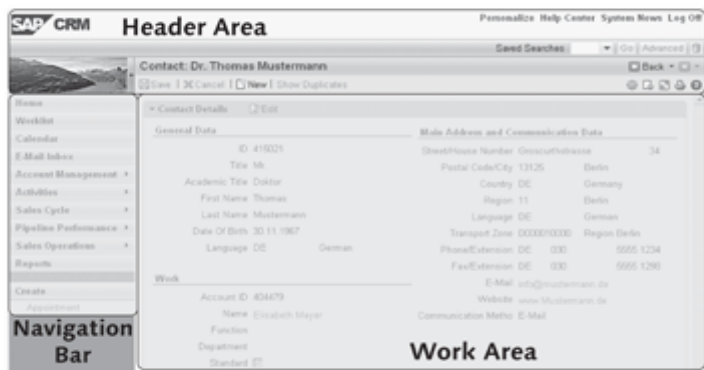 SAP CRM Header Area Personalize Help Center System News Log Off
Saved Searches Go Advanced
Contact: Dr. Thomas Mustermann Back
Save Cancel New Show Duplicates
Home
Worklist
Calendar
E-Mail Inbox
Account Management
Activities
Sales Cycle
Pipeline Performance
Sales Operations
Reports
Create
Appointment
Navigation
Bar
Contact Details Edit
General Data
ID 415021
Title Mr.
Academic Title Doktor
First Name Thomas
Last Name Mustermann
Date Of Birth 30.11.1967
Language DE German
Work
Account ID 404479
Name Elisabeth Mayer
Function
Department
Standard
Main Address and Communication Data
Street/House Number 34
Postal Code/City 13125 Berlin
Country DE Germany
Region 11 Berlin
Language DE German
Transport Zone D000010000 Region Berlin
Phone/Extension DE 030 5555 1234
Fax/Extension DE 030 5555 1296
E-Mail info@mustermann.de
Website www.Mustermann.de
Communication Metho E-Mail
Work Area